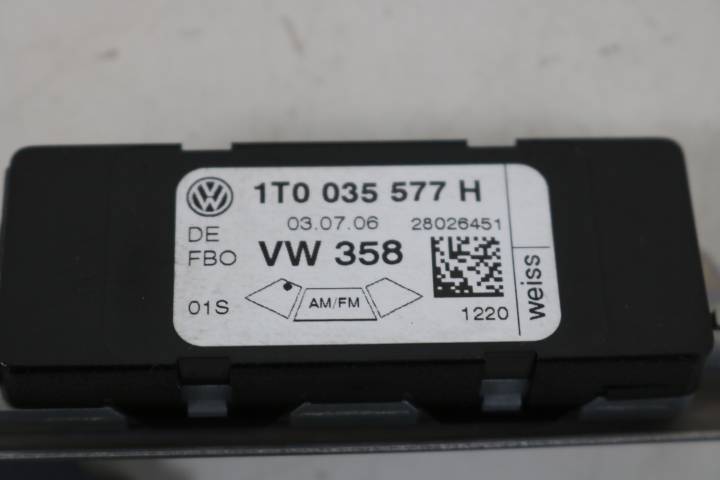 1T0 035 577 H
DE 03.07.06 28026451
FBO VW 358
01S AM/FM 1220
weiss